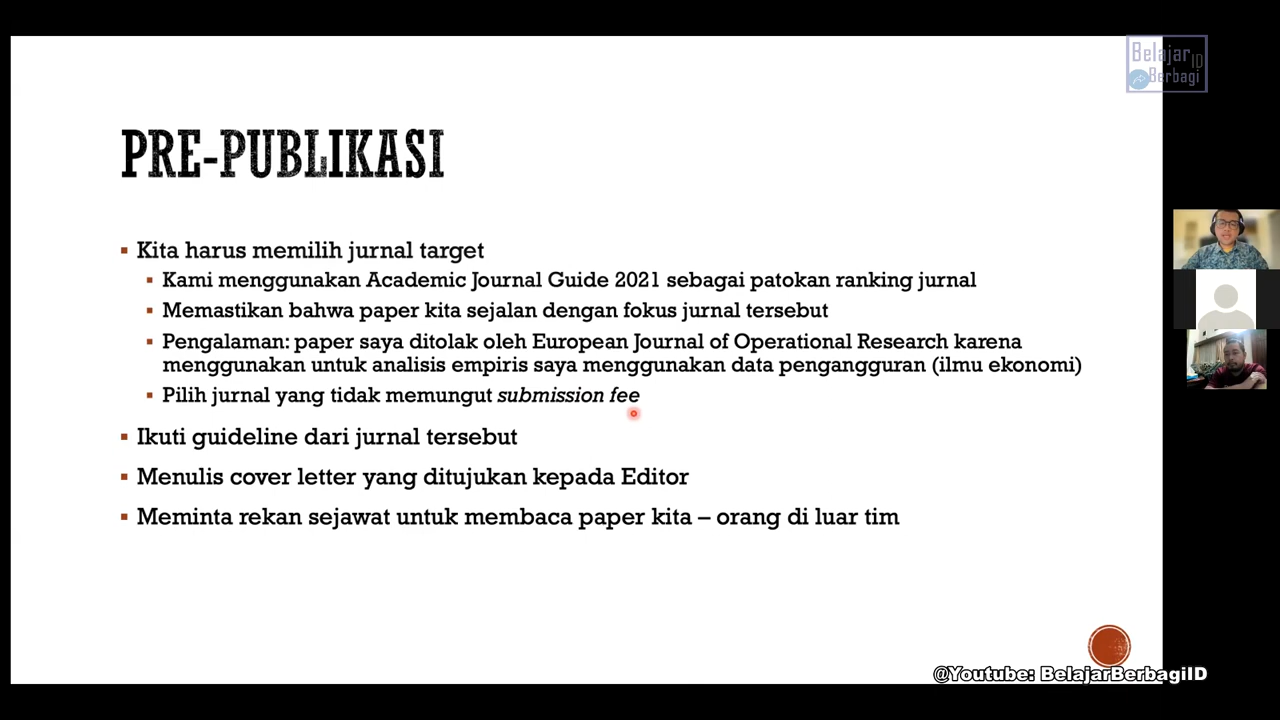 Belajar ID
Berbagi
PRE-PUBLIKASI
▪ Kita harus memilih jurnal target
▪ Kami menggunakan Academic Journal Guide 2021 sebagai patokan ranking jurnal
▪ Memastikan bahwa paper kita sejalan dengan fokus jurnal tersebut
▪ Pengalaman: paper saya ditolak oleh European Journal of Operational Research karena
menggunakan untuk analisis empiris saya menggunakan data pengangguran (ilmu ekonomi)
▪ Pilih jurnal yang tidak memungut submission fee
▪ Ikuti guideline dari jurnal tersebut
▪ Menulis cover letter yang ditujukan kepada Editor
▪ Meminta rekan sejawat untuk membaca paper kita – orang di luar tim
@Youtube: BelajarBerbagiID